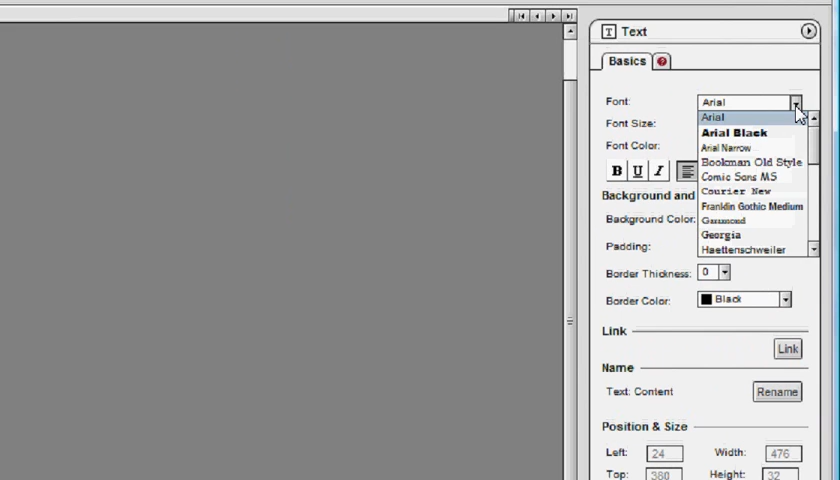 T Text
Basics ?
Font: Arial
Arial
Font Size:
Arial Black
Font Color:
Arial Narrow
Bookman Old Style
B U I
Comic Sans MS
Courier New
Background and
Franklin Gothic Medium
Background Color:
Garamond
Georgia
Padding:
Haettenschweiler
Border Thickness: 0
Border Color: Black
Link
Link
Name
Text: Content Rename
Position & Size
Left: 24 Width: 476
Top: 380 Height: 32